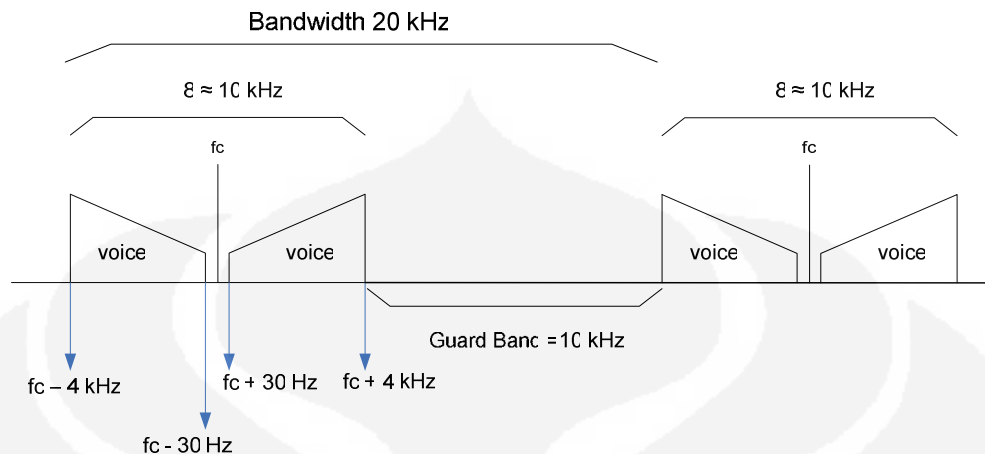 Bandwidth 20 kHz
8 ≈ 10 kHz
8 ≈ 10 kHz
fc
fc
voice
voice
voice
voice
Guard Band =10 kHz
fc – 4 kHz
fc + 30 Hz
fc + 4 kHz
fc - 30 Hz